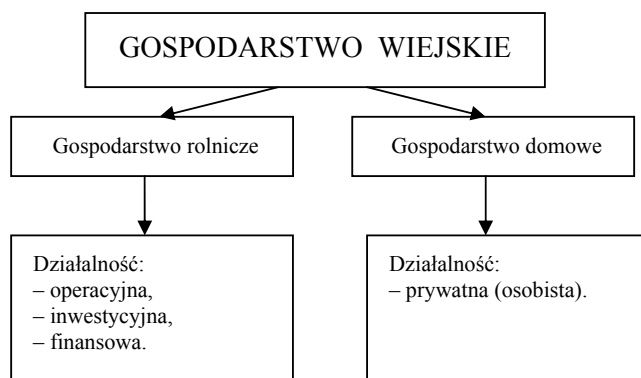 GOSPODARSTWO WIEJSKIE
Gospodarstwo rolnicze
Gospodarstwo domowe
Działalność:
– operacyjna,
– inwestycyjna,
– finansowa.
Działalność:
– prywatna (osobista).